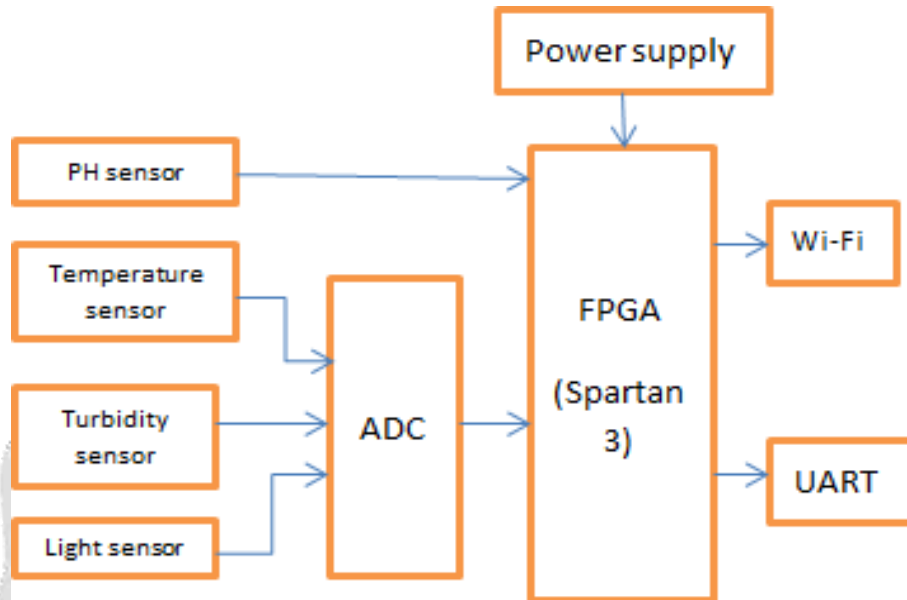 Power supply
PH sensor
Temperature
sensor
Turbidity
sensor
Light sensor
ADC
FPGA
(Spartan
3)
Wi-Fi
UART